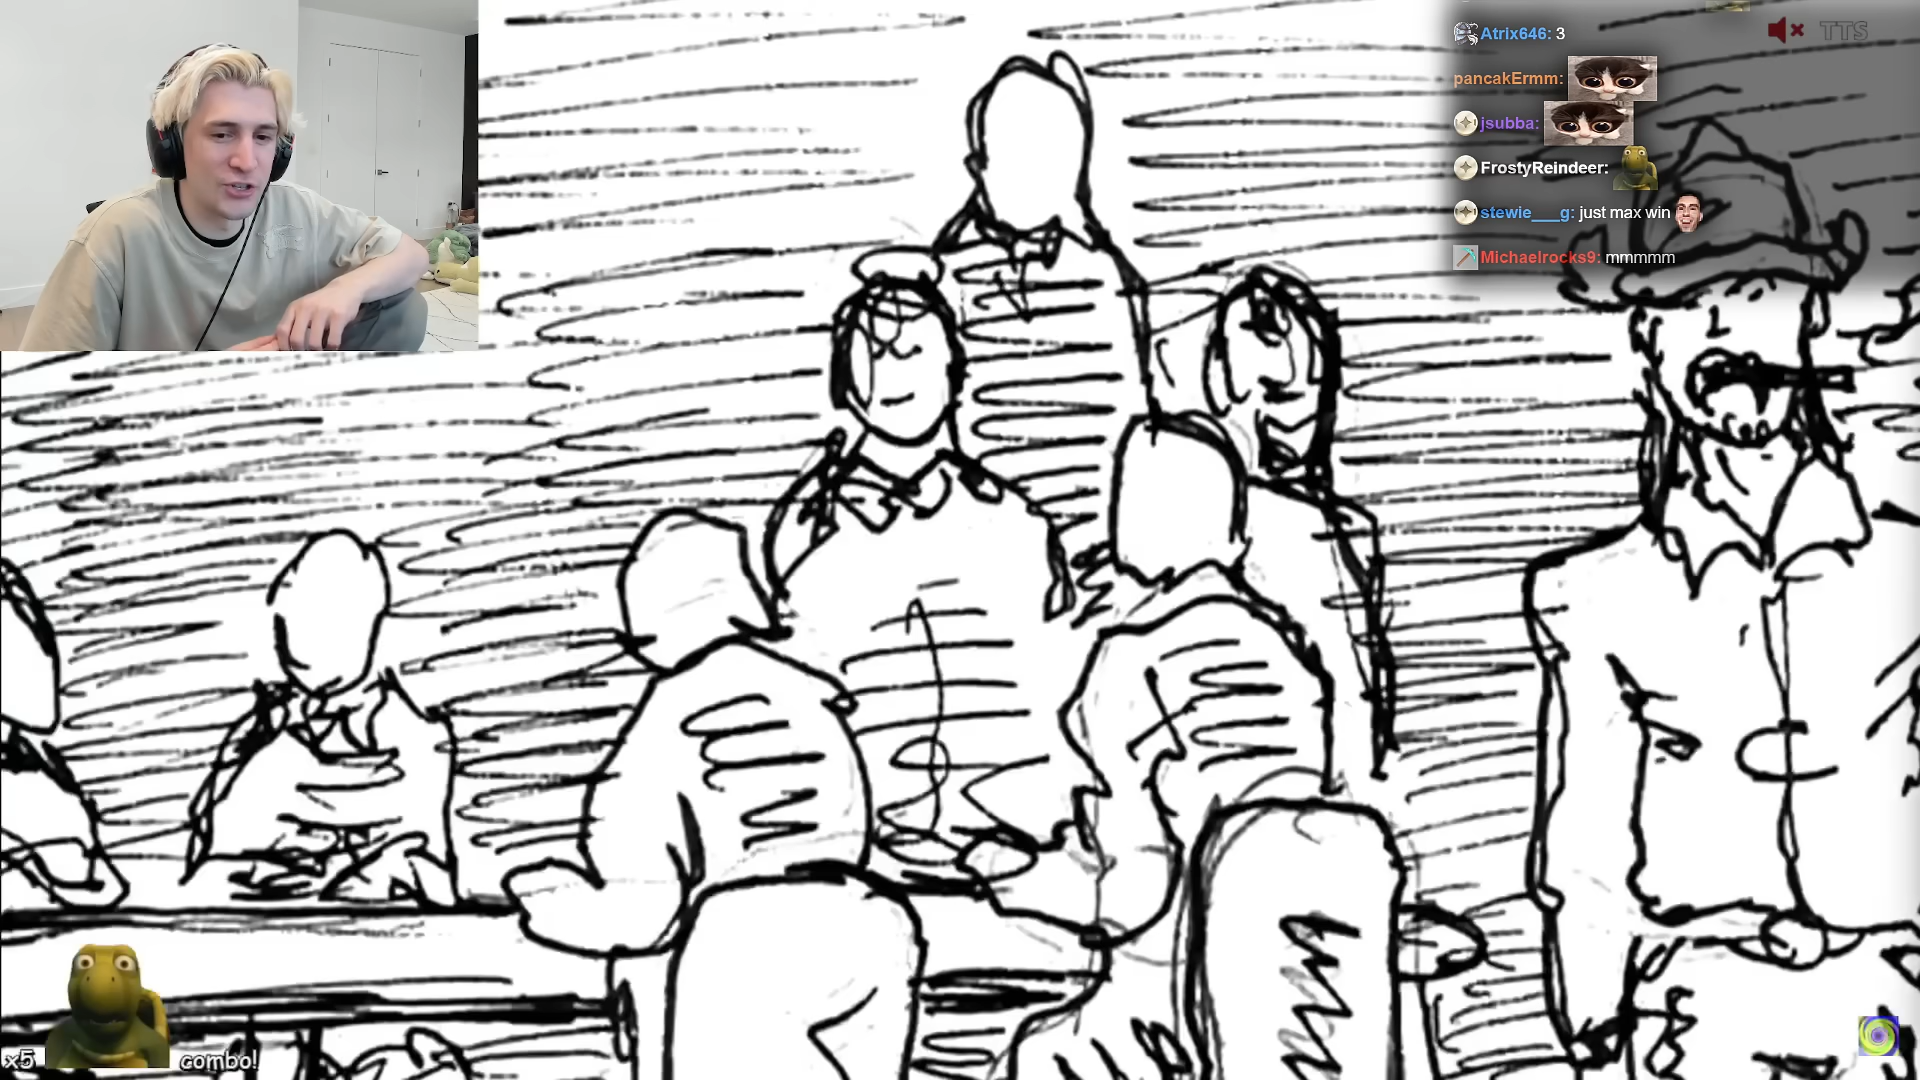 Atrix646: 3
TTS
pancakErmm:
jsubba:
FrostyReindeer:
stewie___g: just max win
Michaelrocks9: mmmmm
x5 combo!